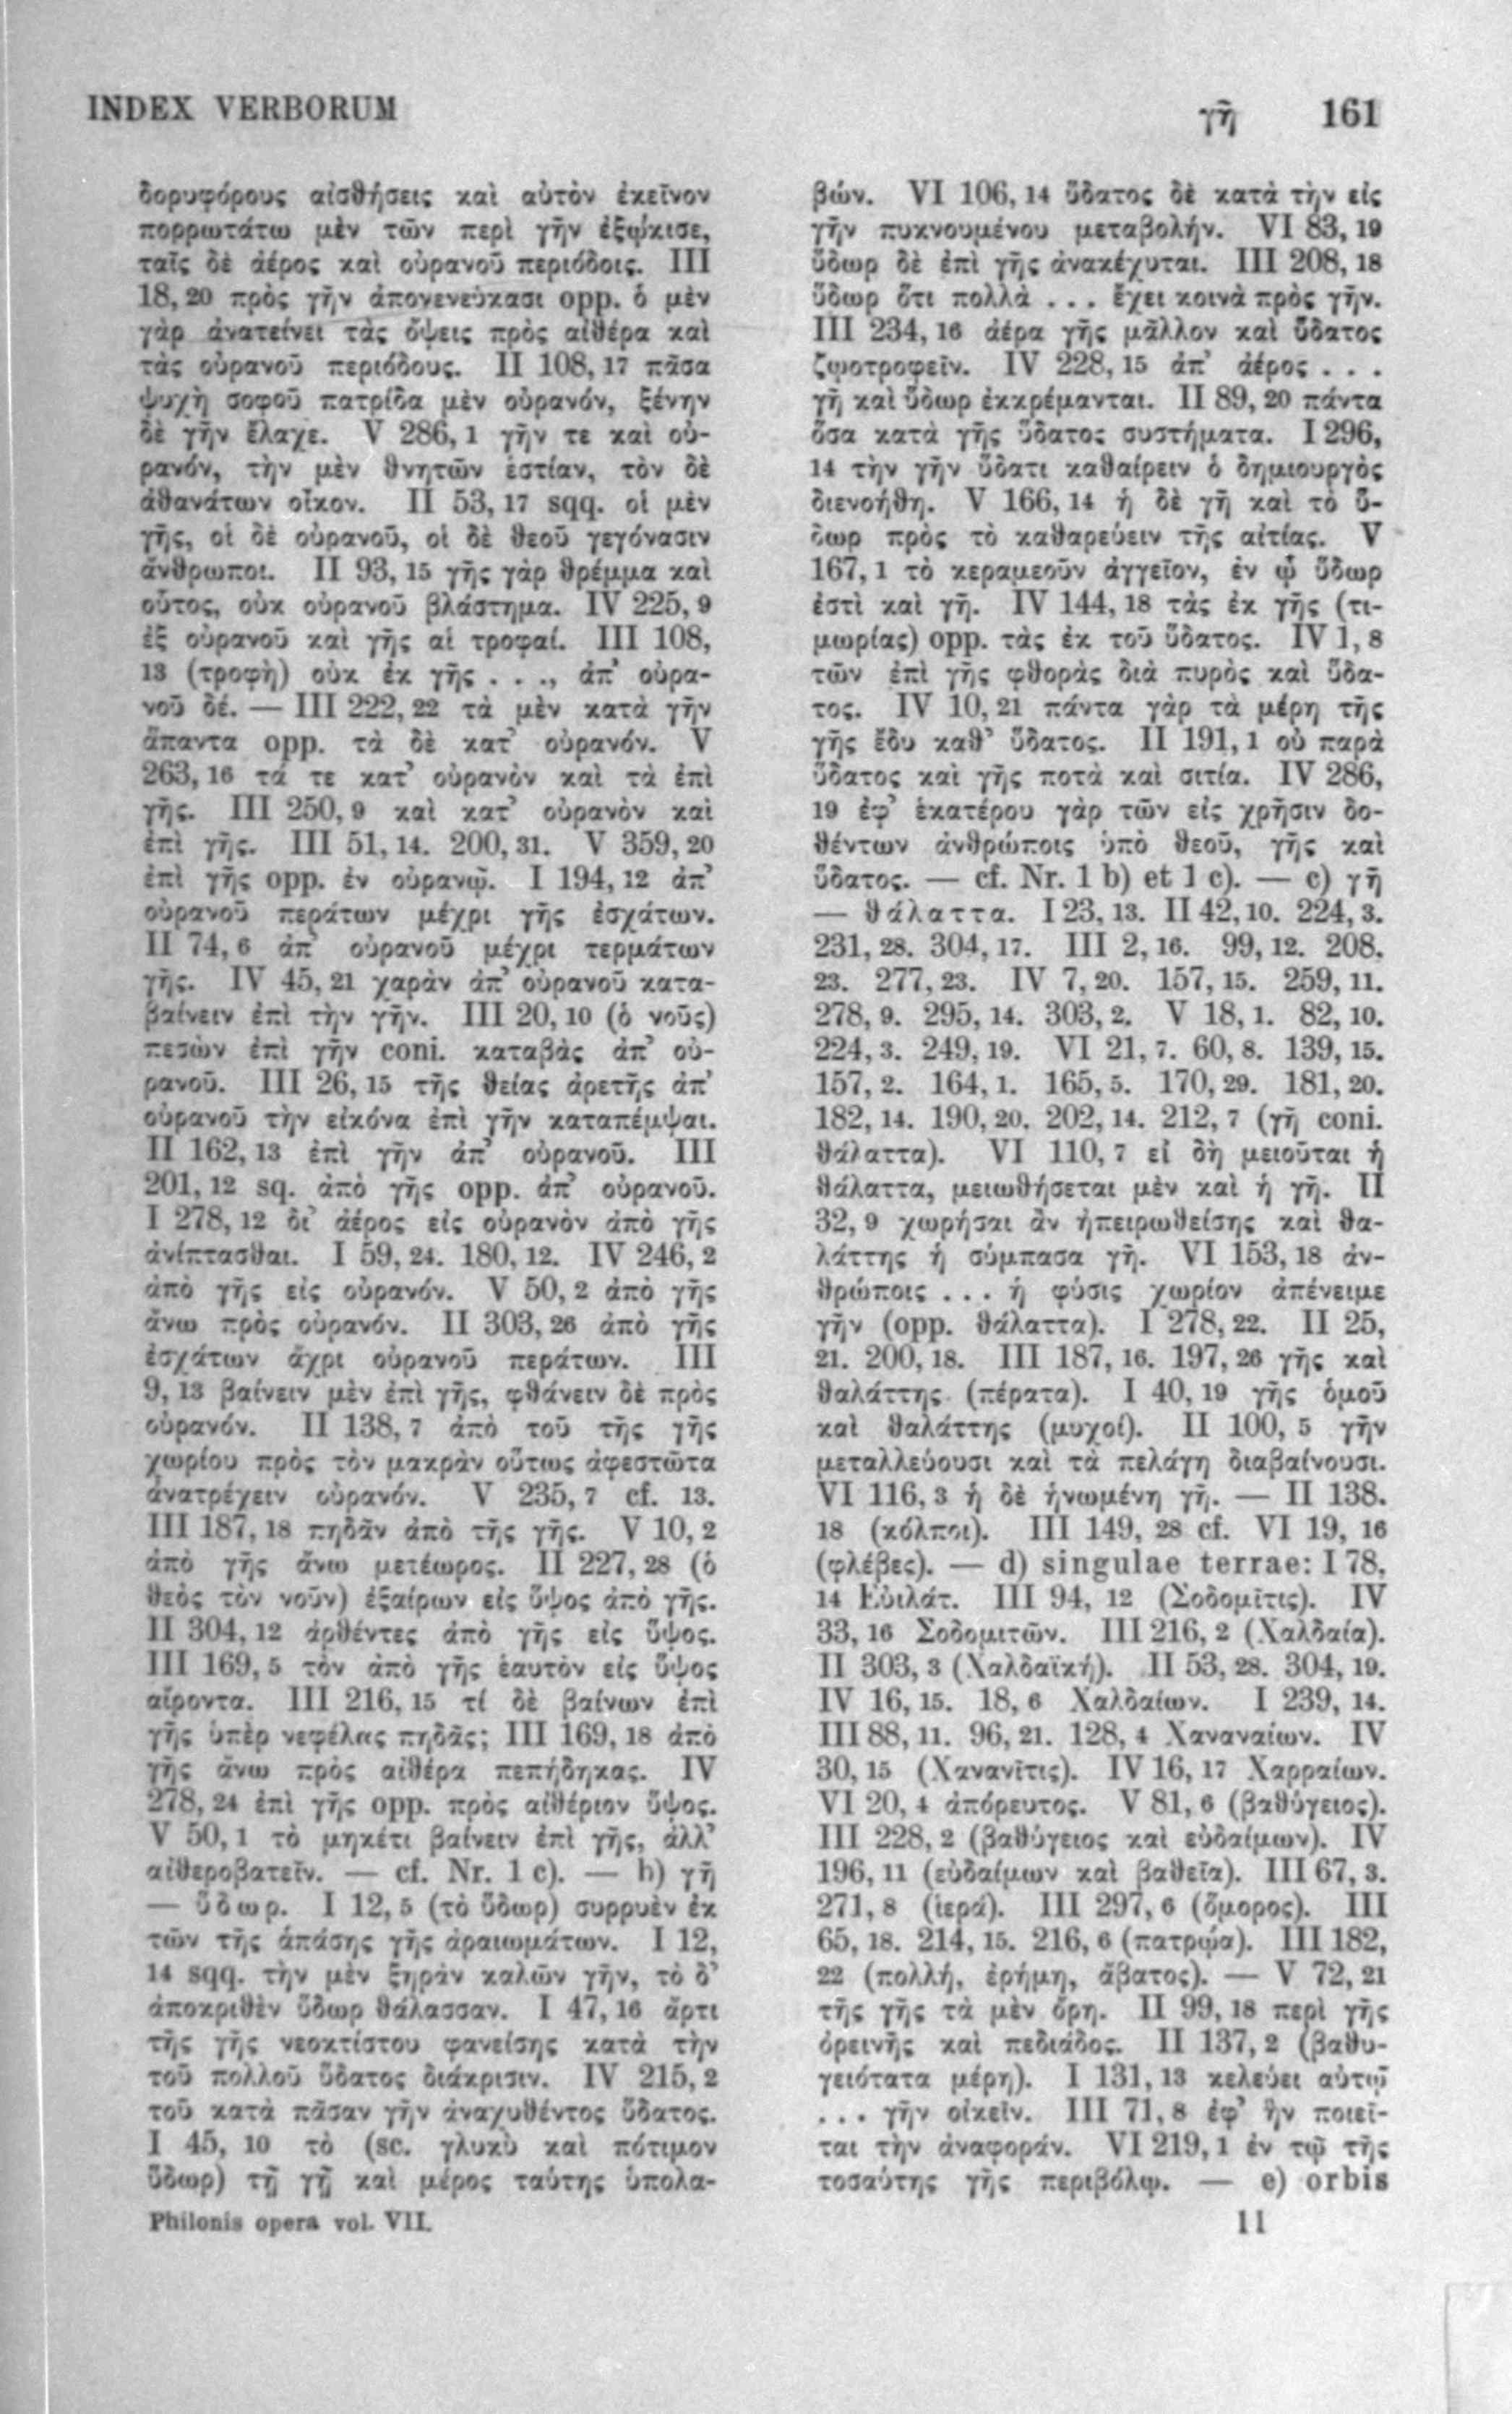 INDEX VERBORUM
γῆ 161
δορυφόρους αἰσθήσεις καὶ αὐτὸν ἐκεῖνον
πορρωτάτω μὲν τῶν περὶ γῆν ἐξῴκισε,
ταῖς δὲ ἀέρος καὶ οὐρανοῦ περιόδοις. III
18, 20 πρὸς γῆν ἀπονενεύκασι opp. ὁ μὲν
γὰρ ἀνατείνει τὰς ὄψεις πρὸς αἰθέρα καὶ
τὰς οὐρανοῦ περιόδους. II 108, 17 πᾶσα
ψυχὴ σοφοῦ πατρίδα μὲν οὐρανόν, ξένην
δὲ γῆν ἔλαχε. V 286, 1 γῆν τε καὶ οὐ-
ρανόν, τὴν μὲν θνητῶν ἑστίαν, τὸν δὲ
ἀθανάτων οἶκον. II 53, 17 sqq. οἱ μὲν
γῆς, οἱ δὲ οὐρανοῦ, οἱ δὲ θεοῦ γεγόνασιν
ἄνθρωποι. II 93, 15 γῆς γὰρ θρέμμα καὶ
οὗτος, οὐκ οὐρανοῦ βλάστημα. IV 225, 9
ἐξ οὐρανοῦ καὶ γῆς αἱ τροφαί. III 108,
13 (τροφὴ) οὐκ ἐκ γῆς . . ., ἀπ’ οὐρα-
νοῦ δέ. — III 222, 22 τὰ μὲν κατὰ γῆν
ἅπαντα opp. τὰ δὲ κατ’ οὐρανόν. V
263, 16 τά τε κατ’ οὐρανὸν καὶ τὰ ἐπὶ
γῆς. III 250, 9 καὶ κατ’ οὐρανὸν καὶ
ἐπὶ γῆς. III 51, 14. 200, 31. V 359, 20
ἐπὶ γῆς opp. ἐν οὐρανῷ. I 194, 12 ἀπ’
οὐρανοῦ περάτων μέχρι γῆς ἐσχάτων.
II 74, 6 ἀπ’ οὐρανοῦ μέχρι τερμάτων
γῆς. IV 45, 21 χαρὰν ἀπ’ οὐρανοῦ κατα-
βαίνειν ἐπὶ τὴν γῆν. III 20, 10 (ὁ νοῦς)
πεσὼν ἐπὶ γῆν coni. καταβὰς ἀπ’ οὐ-
ρανοῦ. III 26, 15 τῆς θείας ἀρετῆς ἀπ’
οὐρανοῦ τὴν εἰκόνα ἐπὶ γῆν καταπέμψαι.
II 162, 13 ἐπὶ γῆν ἀπ’ οὐρανοῦ. III
201, 12 sq. ἀπὸ γῆς opp. ἀπ’ οὐρανοῦ.
I 278, 12 δι’ ἀέρος εἰς οὐρανὸν ἀπὸ γῆς
ἀνίπτασθαι. I 59, 24. 180, 12. IV 246, 2
ἀπὸ γῆς εἰς οὐρανόν. V 50, 2 ἀπὸ γῆς
ἄνω πρὸς οὐρανόν. II 303, 26 ἀπὸ γῆς
ἐσχάτων ἄχρι οὐρανοῦ περάτων. III
9, 13 βαίνειν μὲν ἐπὶ γῆς, φθάνειν δὲ πρὸς
οὐρανόν. II 138, 7 ἀπὸ τοῦ τῆς γῆς
χωρίου πρὸς τὸν μακρὰν οὕτως ἀφεστῶτα
ἀνατρέχειν οὐρανόν. V 235, 7 cf. 13.
III 187, 18 πηδᾶν ἀπὸ τῆς γῆς. V 10, 2
ἀπὸ γῆς ἄνω μετέωρος. II 227, 28 (ὁ
θεὸς τὸν νοῦν) ἐξαίρων εἰς ὕψος ἀπὸ γῆς.
II 304, 12 ἀρθέντες ἀπὸ γῆς εἰς ὕψος.
III 169, 5 τὸν ἀπὸ γῆς ἑαυτὸν εἰς ὕψος
αἴροντα. III 216, 15 τί δὲ βαίνων ἐπὶ
γῆς ὑπὲρ νεφέλας πηδᾷς; III 169, 18 ἀπὸ
γῆς ἄνω πρὸς αἰθέρα πεπήδηκας. IV
278, 24 ἐπὶ γῆς opp. πρὸς αἰθέριον ὕψος.
V 50, 1 τὸ μηκέτι βαίνειν ἐπὶ γῆς, ἀλλ’
αἰθεροβατεῖν. — cf. Nr. 1 c). — b) γῆ
— ὕδωρ. I 12, 5 (τὸ ὕδωρ) συρρυὲν ἐκ
τῶν τῆς ἁπάσης γῆς ἀραιωμάτων. I 12,
14 sqq. τὴν μὲν ξηρὰν καλῶν γῆν, τὸ δ’
ἀποκριθὲν ὕδωρ θάλασσαν. I 47, 16 ἄρτι
τῆς γῆς νεοκτίστου φανείσης κατὰ τὴν
τοῦ πολλοῦ ὕδατος διάκρισιν. IV 215, 2
τοῦ κατὰ πᾶσαν γῆν ἀναχυθέντος ὕδατος.
I 45, 10 τὸ (sc. γλυκὺ καὶ πότιμον
ὕδωρ) τῇ γῇ καὶ μέρος ταύτης ὑπολα-
βών. VI 106, 14 ὕδατος δὲ κατὰ τὴν εἰς
γῆν πυκνουμένου μεταβολήν. VI 83, 19
ὕδωρ δὲ ἐπὶ γῆς ἀνακέχυται. III 208, 18
ὕδωρ ὅτι πολλὰ . . . ἔχει κοινὰ πρὸς γῆν.
III 234, 16 ἀέρα γῆς μᾶλλον καὶ ὕδατος
ζῳοτροφεῖν. IV 228, 15 ἀπ’ ἀέρος . . .
γῆ καὶ ὕδωρ ἐκκρέμανται. II 89, 20 πάντα
ὅσα κατὰ γῆς ὕδατος συστήματα. I 296,
14 τὴν γῆν ὕδατι καθαίρειν ὁ δημιουργὸς
διενοήθη. V 166, 14 ἡ δὲ γῆ καὶ τὸ ὕ-
δωρ πρὸς τὸ καθαρεύειν τῆς αἰτίας. V
167, 1 τὸ κεραμεοῦν ἀγγεῖον, ἐν ᾧ ὕδωρ
ἐστὶ καὶ γῆ. IV 144, 18 τὰς ἐκ γῆς (τι-
μωρίας) opp. τὰς ἐκ τοῦ ὕδατος. IV 1, 8
τῶν ἐπὶ γῆς φθορὰς διὰ πυρὸς καὶ ὕδα-
τος. IV 10, 21 πάντα γὰρ τὰ μέρη τῆς
γῆς ἔδυ καθ’ ὕδατος. II 191, 1 οὐ παρὰ
ὕδατος καὶ γῆς ποτὰ καὶ σιτία. IV 286,
19 ἐφ’ ἑκατέρου γὰρ τῶν εἰς χρῆσιν δο-
θέντων ἀνθρώποις ὑπὸ θεοῦ, γῆς καὶ
ὕδατος. — cf. Nr. 1 b) et 1 c). — c) γῆ
— θάλαττα. I 23, 13. II 42, 10. 224, 3.
231, 28. 304, 17. III 2, 16. 99, 12. 208,
23. 277, 23. IV 7, 20. 157, 15. 259, 11.
278, 9. 295, 14. 303, 2. V 18, 1. 82, 10.
224, 3. 249, 19. VI 21, 7. 60, 8. 139, 15.
157, 2. 164, 1. 165, 5. 170, 29. 181, 20.
182, 14. 190, 20. 202, 14. 212, 7 (γῆ coni.
θάλαττα). VI 110, 7 εἰ δὴ μειοῦται ἡ
θάλαττα, μειωθήσεται μὲν καὶ ἡ γῆ. II
32, 9 χωρήσαι ἂν ἠπειρωθείσης καὶ θα-
λάττης ἡ σύμπασα γῆ. VI 153, 18 ἀν-
θρώποις . . . ἡ φύσις χωρίον ἀπένειμε
γῆν (opp. θάλαττα). I 278, 22. II 25,
21. 200, 18. III 187, 16. 197, 26 γῆς καὶ
θαλάττης (πέρατα). I 40, 19 γῆς ὁμοῦ
καὶ θαλάττης (μυχοί). II 100, 5 γῆν
μεταλλεύουσι καὶ τὰ πελάγη διαβαίνουσι.
VI 116, 3 ἡ δὲ ἡνωμένη γῆ. — II 138,
18 (κόλποι). III 149, 28 cf. VI 19, 16
(φλέβες). — d) singulae terrae: I 78,
14 Εὐιλάτ. III 94, 12 (Σοδομῖτις). IV
33, 16 Σοδομιτῶν. III 216, 2 (Χαλδαία).
II 303, 3 (Χαλδαϊκή). II 53, 28. 304, 19.
IV 16, 15. 18, 6 Χαλδαίων. I 239, 14.
III 88, 11. 96, 21. 128, 4 Χαναναίων. IV
30, 15 (Χανανῖτις). IV 16, 17 Χαρραίων.
VI 20, 4 ἀπόρευτος. V 81, 6 (βαθύγειος).
III 228, 2 (βαθύγειος καὶ εὐδαίμων). IV
196, 11 (εὐδαίμων καὶ βαθεῖα). III 67, 3.
271, 8 (ἱερά). III 297, 6 (ὅμορος). III
65, 18. 214, 15. 216, 6 (πατρῴα). III 182,
22 (πολλή, ἐρήμη, ἄβατος). — V 72, 21
τῆς γῆς τὰ μὲν ὄρη. II 99, 18 περὶ γῆς
ὀρεινῆς καὶ πεδιάδος. II 137, 2 (βαθυ-
γειότατα μέρη). I 131, 13 κελεύει αὐτῷ
. . . γῆν οἰκεῖν. III 71, 8 ἐφ’ ἣν ποιεῖ-
ται τὴν ἀναφοράν. VI 219, 1 ἐν τῷ τῆς
τοσαύτης γῆς περιβόλῳ. — e) orbis
Philonis opera vol. VII.
11